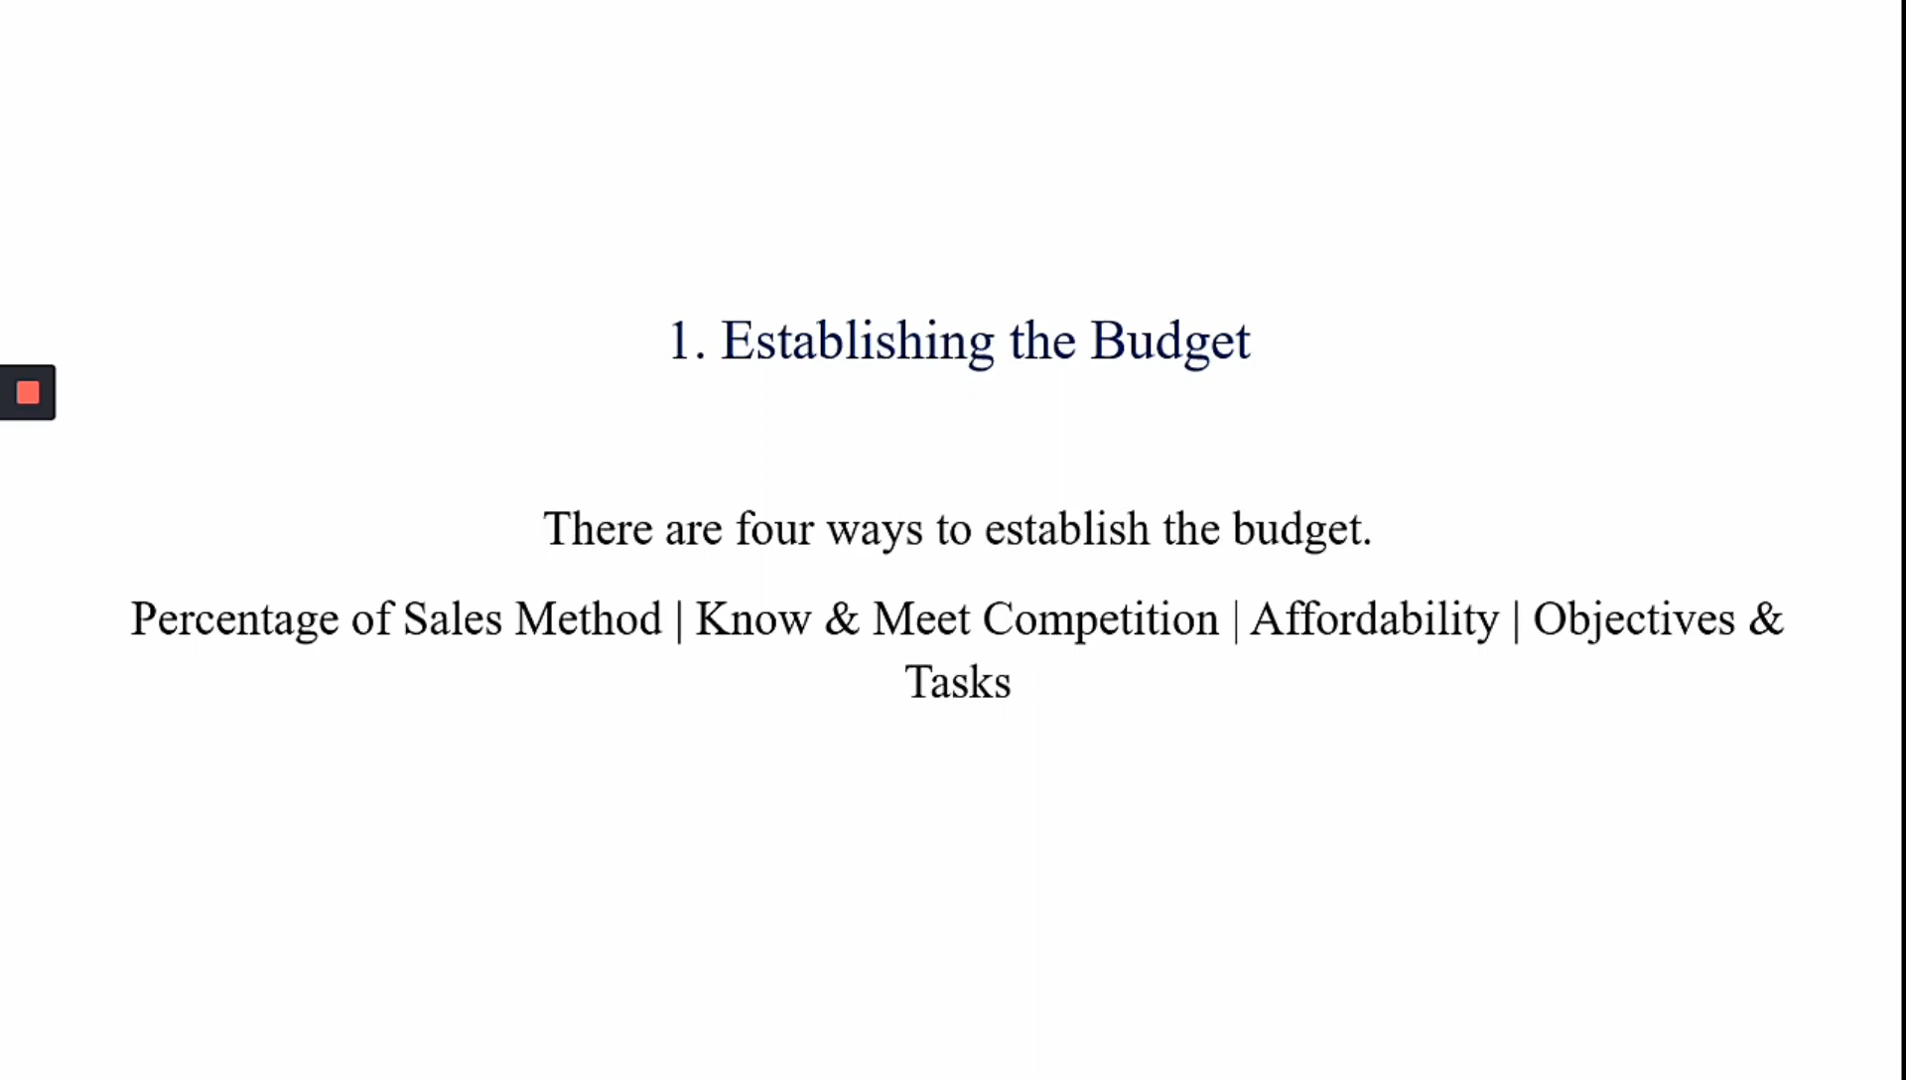 1. Establishing the Budget
There are four ways to establish the budget.
Percentage of Sales Method | Know & Meet Competition | Affordability | Objectives &
Tasks